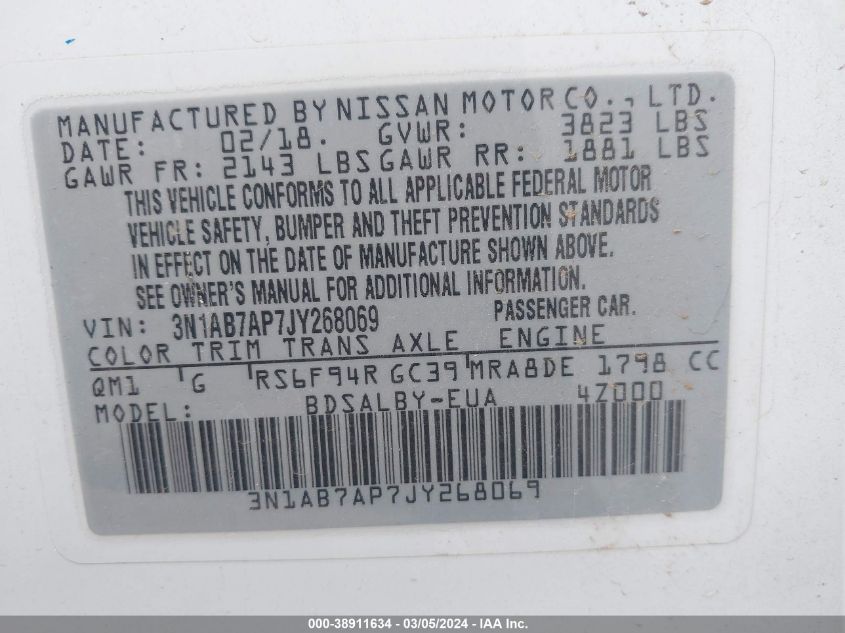 MANUFACTURED BY NISSAN MOTOR CO., LTD.
DATE: 02/18. GVWR: 3823 LBS
GAWR FR: 2143 LBS GAWR RR: 1881 LBS
THIS VEHICLE CONFORMS TO ALL APPLICABLE FEDERAL MOTOR
VEHICLE SAFETY, BUMPER AND THEFT PREVENTION STANDARDS
IN EFFECT ON THE DATE OF MANUFACTURE SHOWN ABOVE.
SEE OWNER'S MANUAL FOR ADDITIONAL INFORMATION.
VIN: 3N1AB7AP7JY268069 PASSENGER CAR.
COLOR TRIM TRANS AXLE ENGINE
QM1 G RS6F94R GC39 MRA8DE 1798 CC
MODEL: BDSALBY-EUA 4Z000
3N1AB7AP7JY268069
000-38911634 - 03/05/2024 - IAA Inc.